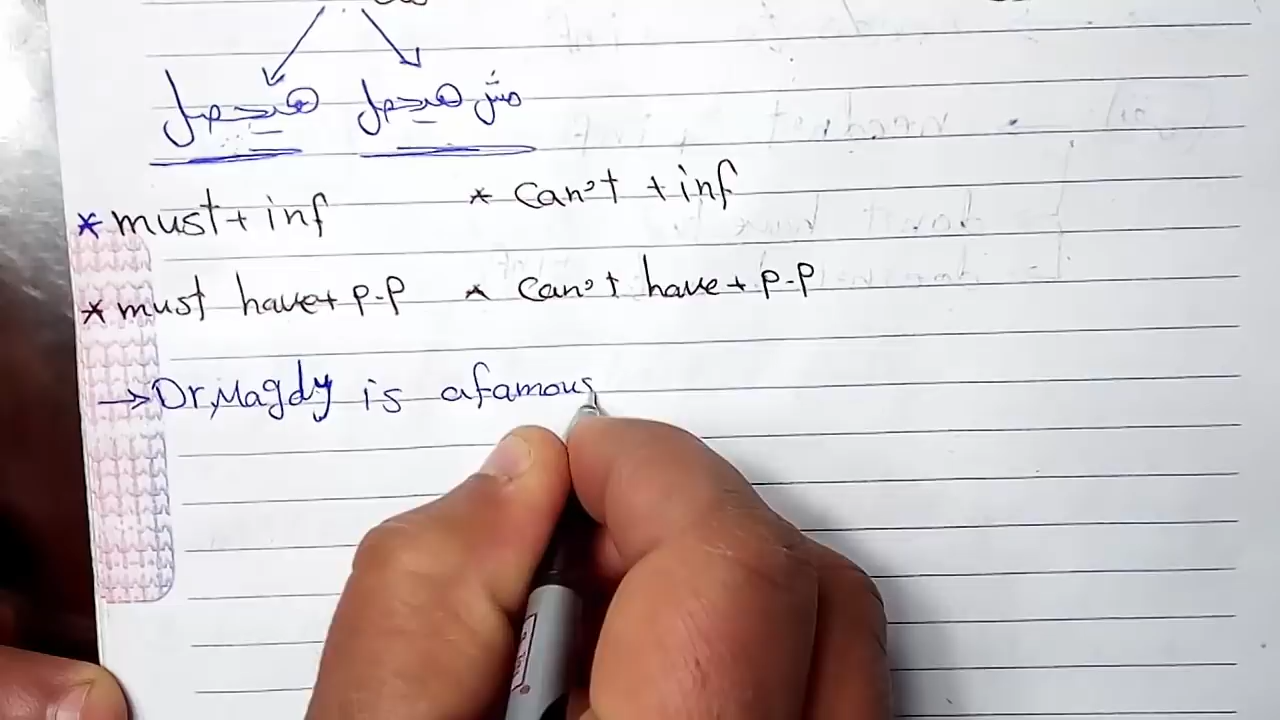 هيحصل مش هيحصل
* must + inf * Can't + inf
* must have + p.p * Can't have + p.p
→ Dr, Magdy is a famous